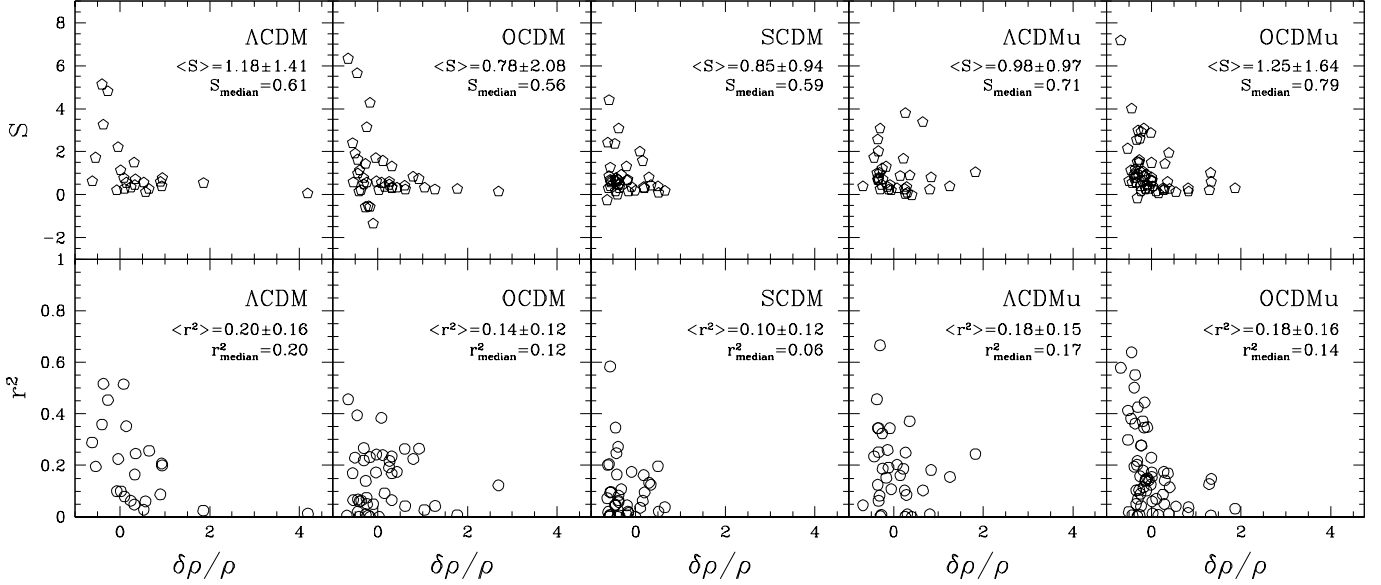 8
6
4
2
0
−2
S
ΛCDM
<S>=1.18±1.41
S_median=0.61
OCDM
<S>=0.78±2.08
S_median=0.56
SCDM
<S>=0.85±0.94
S_median=0.59
ΛCDMu
<S>=0.98±0.97
S_median=0.71
OCDMu
<S>=1.25±1.64
S_median=0.79
1
0.8
0.6
0.4
0.2
0
r²
ΛCDM
<r²>=0.20±0.16
r²_median=0.20
OCDM
<r²>=0.14±0.12
r²_median=0.12
SCDM
<r²>=0.10±0.12
r²_median=0.06
ΛCDMu
<r²>=0.18±0.15
r²_median=0.17
OCDMu
<r²>=0.18±0.16
r²_median=0.14
0 2 4
0 2 4
0 2 4
0 2 4
0 2 4
δρ/ρ
δρ/ρ
δρ/ρ
δρ/ρ
δρ/ρ